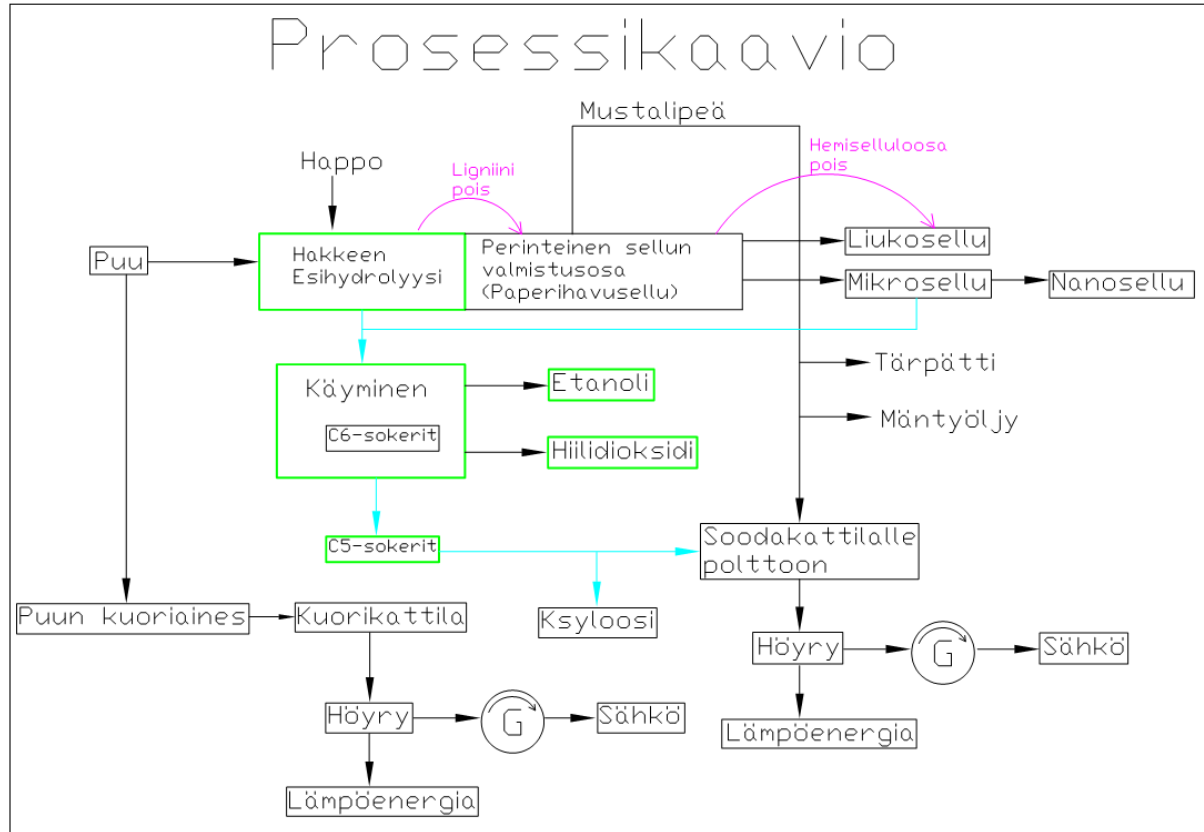 Prosessikaavio
Mustalipeä
Happo
Ligniini
pois
Hemiselluloosa
pois
Puu
Hakkeen
Esihydrolyysi
Perinteinen sellun
valmistusosa
(Paperihavusellu)
Liukosellu
Mikrosellu
Nanosellu
Käyminen
C6-sokerit
Etanoli
Hiilidioksidi
Tärpätti
Mäntyöljy
C5-sokerit
Soodakattilalle
polttoon
Puun kuoriaines
Kuorikattila
Ksyloosi
Höyry
G
Sähkö
Höyry
G
Sähkö
Lämpöenergia
Lämpöenergia